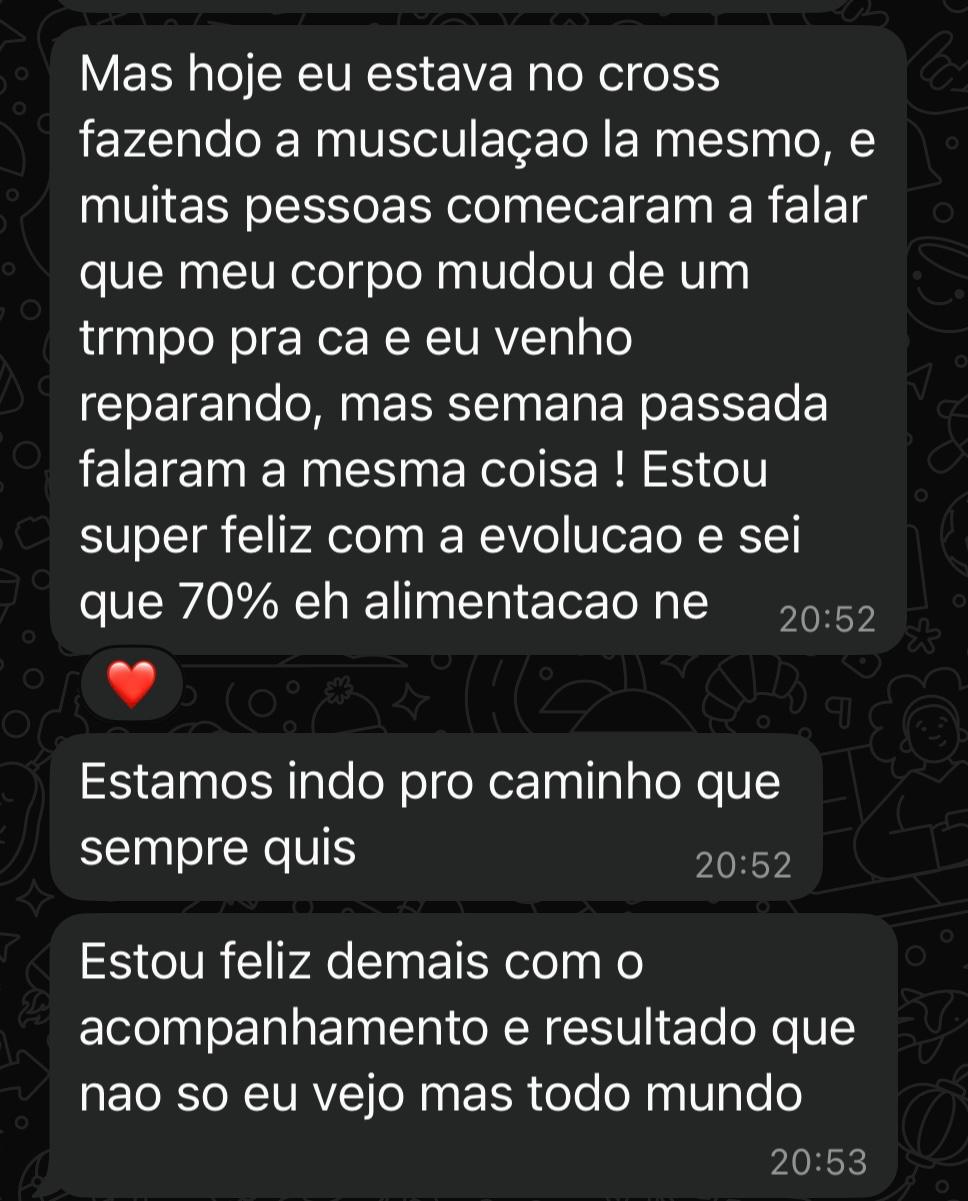 Mas hoje eu estava no cross
fazendo a musculaçao la mesmo, e
muitas pessoas comecaram a falar
que meu corpo mudou de um
trmpo pra ca e eu venho
reparando, mas semana passada
falaram a mesma coisa ! Estou
super feliz com a evolucao e sei
que 70% eh alimentacao ne
20:52
❤️
Estamos indo pro caminho que
sempre quis
20:52
Estou feliz demais com o
acompanhamento e resultado que
nao so eu vejo mas todo mundo
20:53